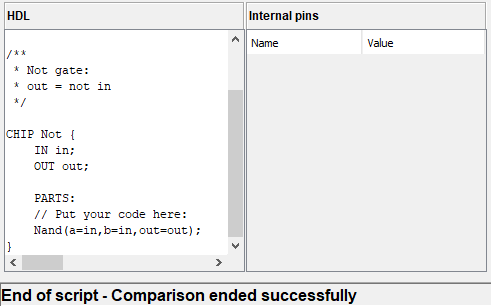 HDL
/**
 * Not gate:
 * out = not in
 */
CHIP Not {
    IN in;
    OUT out;
    PARTS:
    // Put your code here:
    Nand(a=in,b=in,out=out);
}
Internal pins
Name Value
End of script - Comparison ended successfully